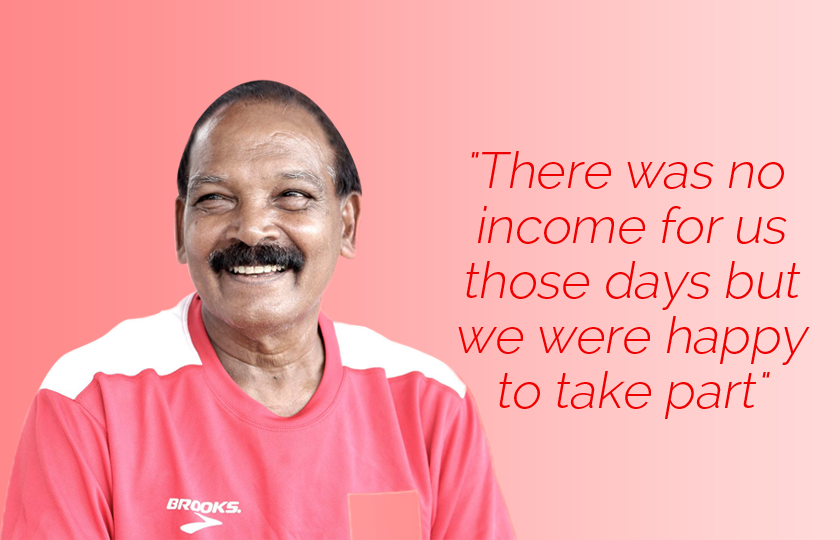 "There was no
income for us
those days but
we were happy
to take part"
BROOKS.